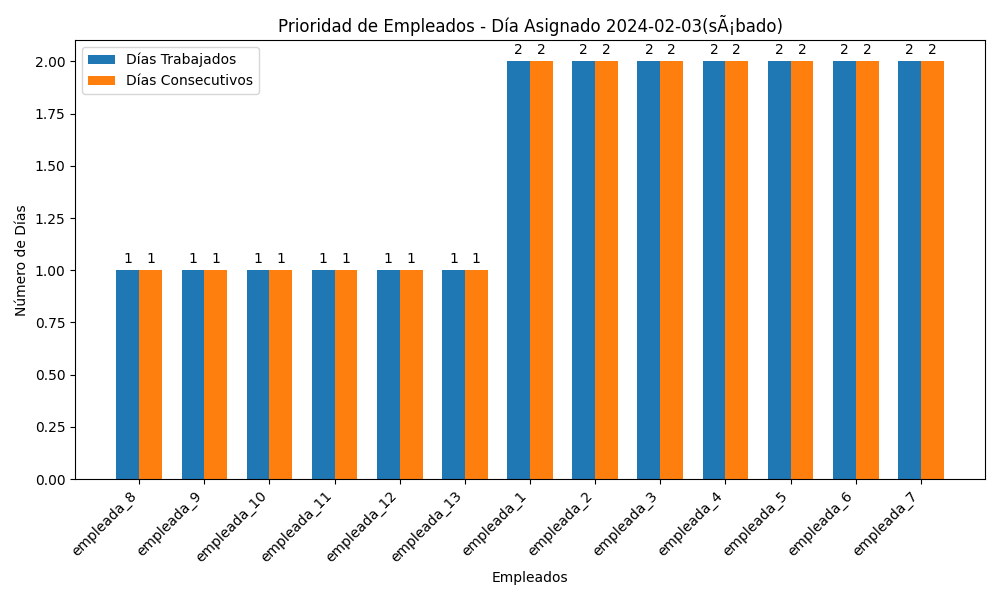 Prioridad de Empleados - Día Asignado 2024-02-03(sÃ¡bado)
Días Trabajados
Días Consecutivos
2 2 2 2 2 2 2 2 2 2 2 2 2 2
1 1 1 1 1 1 1 1 1 1 1 1
2.00
1.75
1.50
1.25
1.00
0.75
0.50
0.25
0.00
Número de Días
empleada_8
empleada_9
empleada_10
empleada_11
empleada_12
empleada_13
empleada_1
empleada_2
empleada_3
empleada_4
empleada_5
empleada_6
empleada_7
Empleados